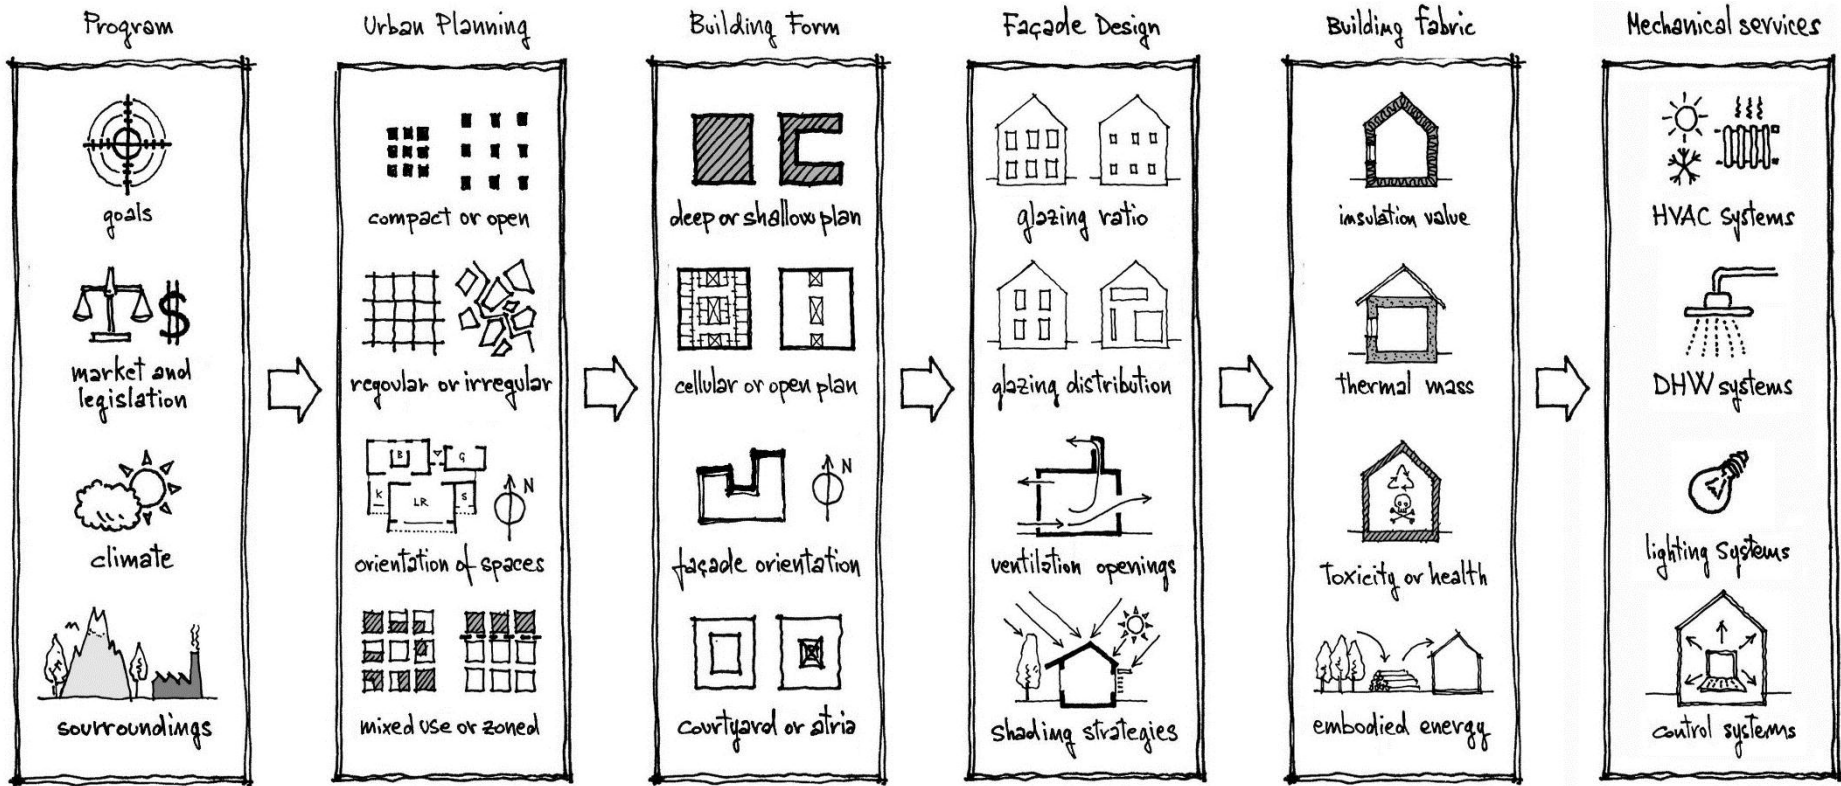 Program
goals
$
market and
legislation
climate
sourroundings
Urban Planning
compact or open
regoular or irregular
B
G
K
LR
S
N
orientation of spaces
mixed use or zoned
Building Form
deep or shallow plan
cellular or open plan
N
façade orientation
courtyard or atria
Façade Design
glazing ratio
glazing distribution
ventilation openings
shading strategies
Building fabric
insulation value
thermal mass
toxicity or health
embodied energy
Mechanical services
HVAC systems
DHW systems
lighting systems
control systems